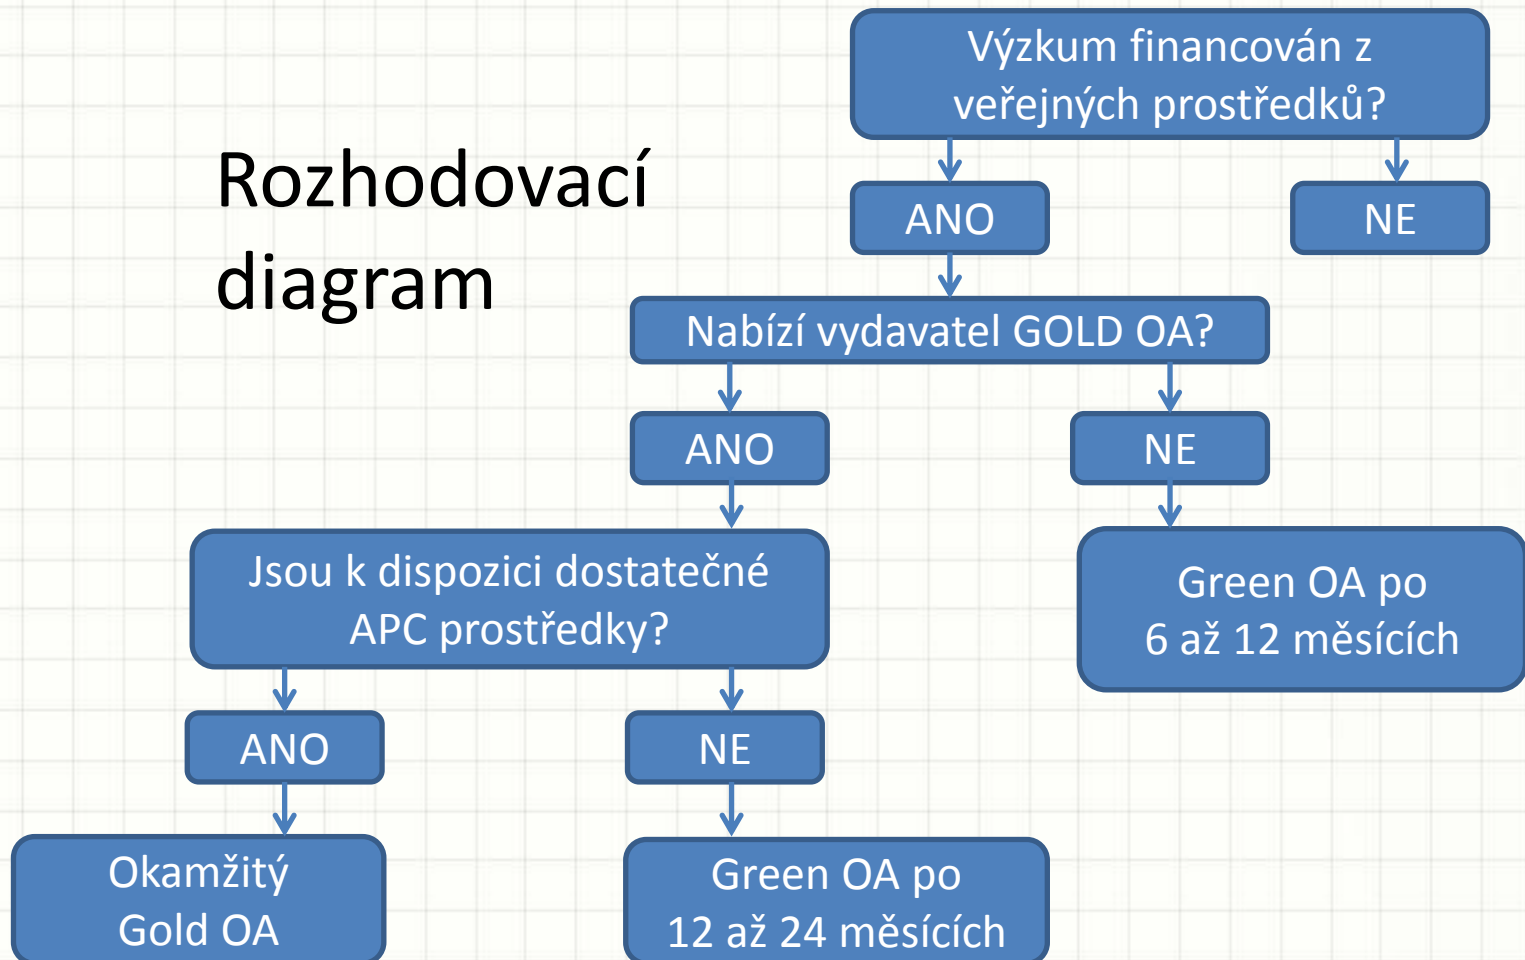 Rozhodovací
diagram
Výzkum financován z
veřejných prostředků?
ANO
NE
Nabízí vydavatel GOLD OA?
ANO
NE
Jsou k dispozici dostatečné
APC prostředky?
Green OA po
6 až 12 měsících
ANO
NE
Okamžitý
Gold OA
Green OA po
12 až 24 měsících